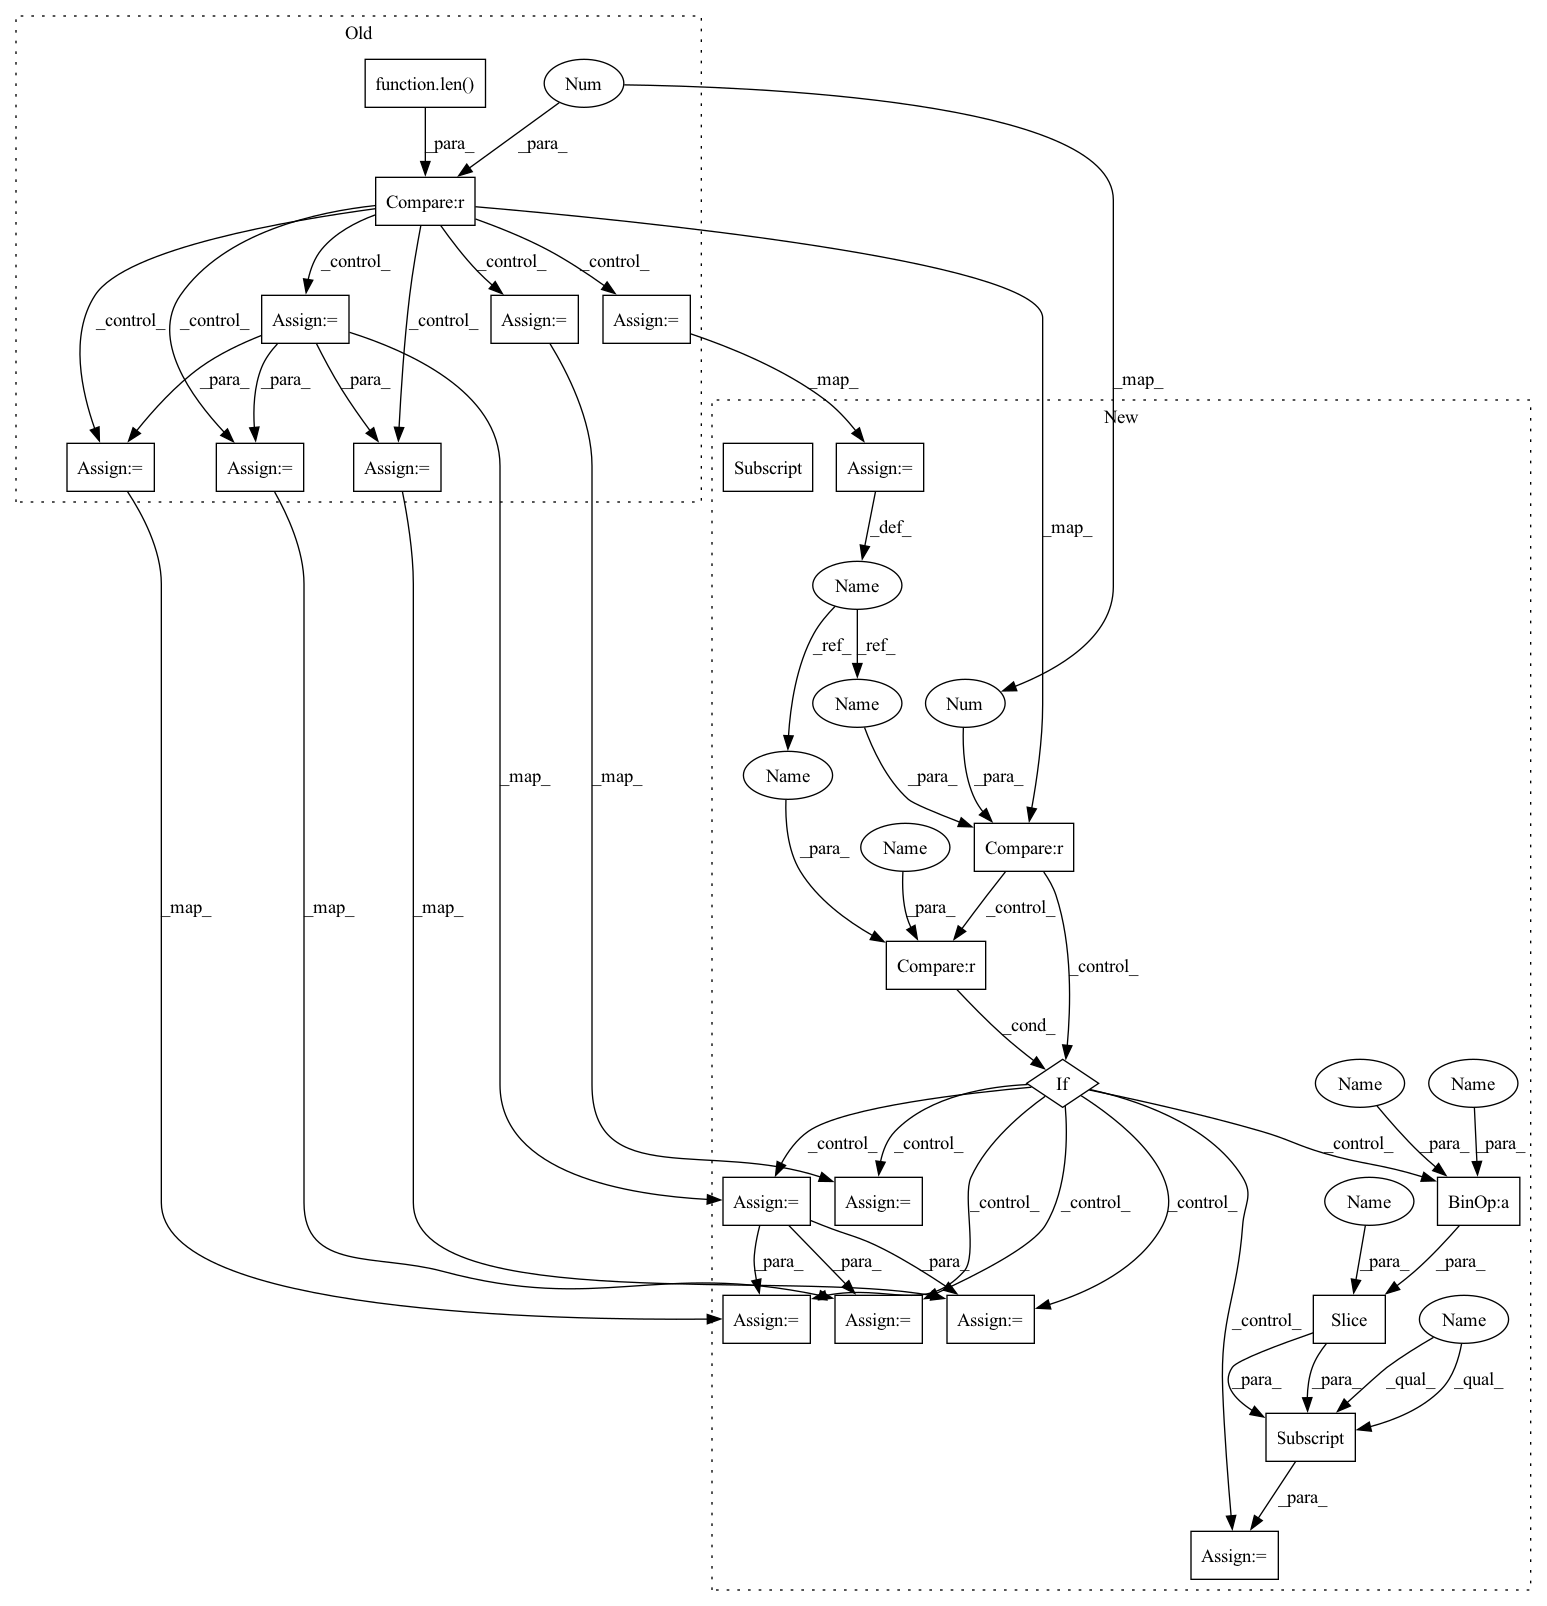 Old
function.len()
Num
_para_
_para_
Compare:r
_control_
_control_
_control_
_control_
_control_
_control_
Assign:=
Assign:=
Assign:=
_para_
_para_
_para_
_map_
_map_
New
Assign:=
Assign:=
Assign:=
Subscript
Assign:=
_def_
_map_
Name
_ref_
_ref_
Name
Num
Name
_map_
_map_
_para_
_para_
Name
Compare:r
_para_
_map_
_map_
_map_
_para_
_control_
Compare:r
_control_
_cond_
If
Name
Name
_control_
_control_
_control_
_para_
_para_
Assign:=
Assign:=
Name
BinOp:a
_control_
_control_
_control_
_para_
_para_
_para_
_para_
_para_
Assign:=
Assign:=
Assign:=
_control_
Slice
Name
_para_
_para_
_qual_
_qual_
Subscript
_para_
Assign:=